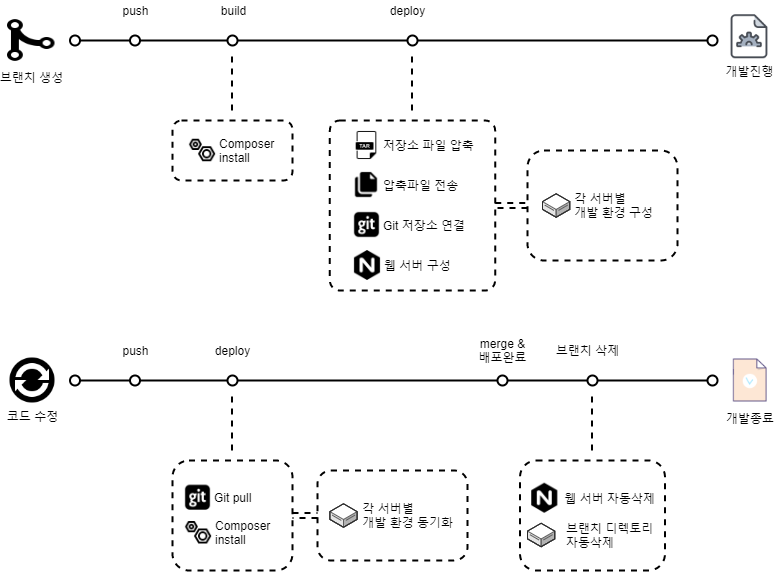 push
build
deploy
브랜치 생성
개발진행
Composer
install
TAR
저장소 파일 압축
압축파일 전송
git
Git 저장소 연결
N
웹 서버 구성
각 서버별
개발 환경 구성
push
deploy
merge &
배포완료
브랜치 삭제
코드 수정
V
개발종료
git
Git pull
Composer
install
각 서버별
개발 환경 동기화
N
웹 서버 자동삭제
브랜치 디렉토리
자동삭제